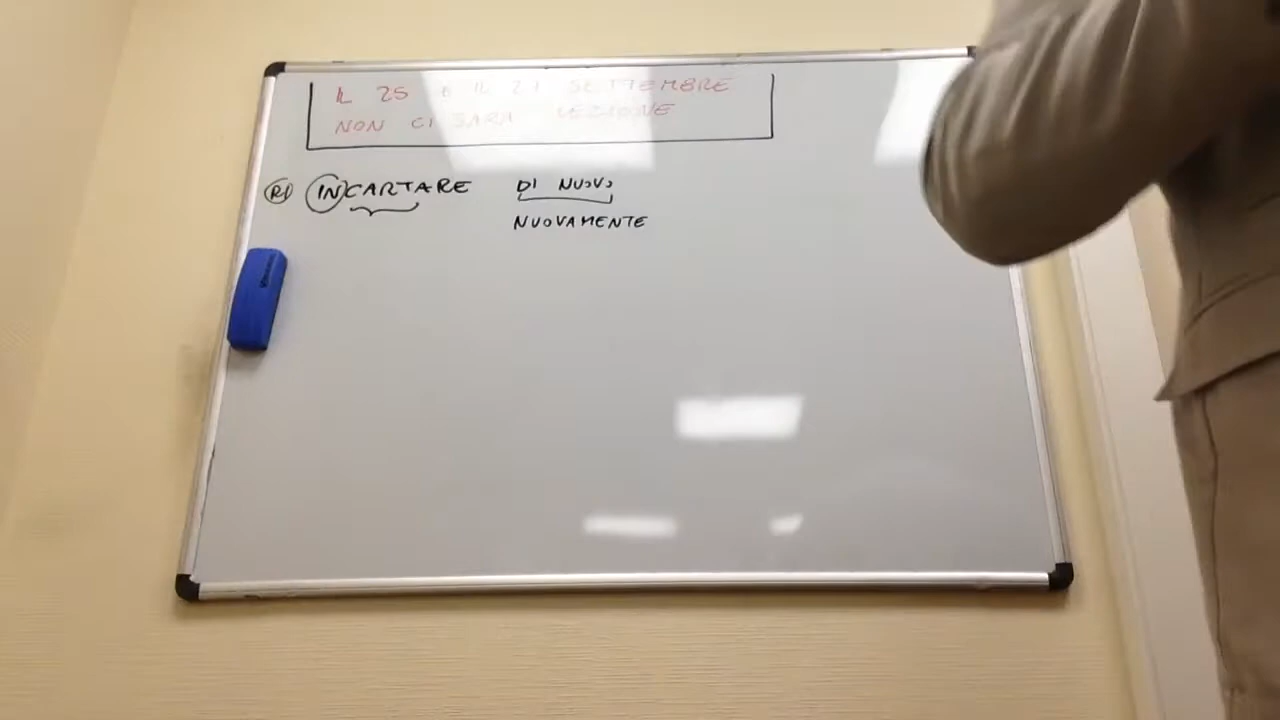 IL 25 E IL 27 SETTEMBRE
NON CI SARÀ LEZIONE
RI INCARTARE DI NUOVO
NUOVAMENTE